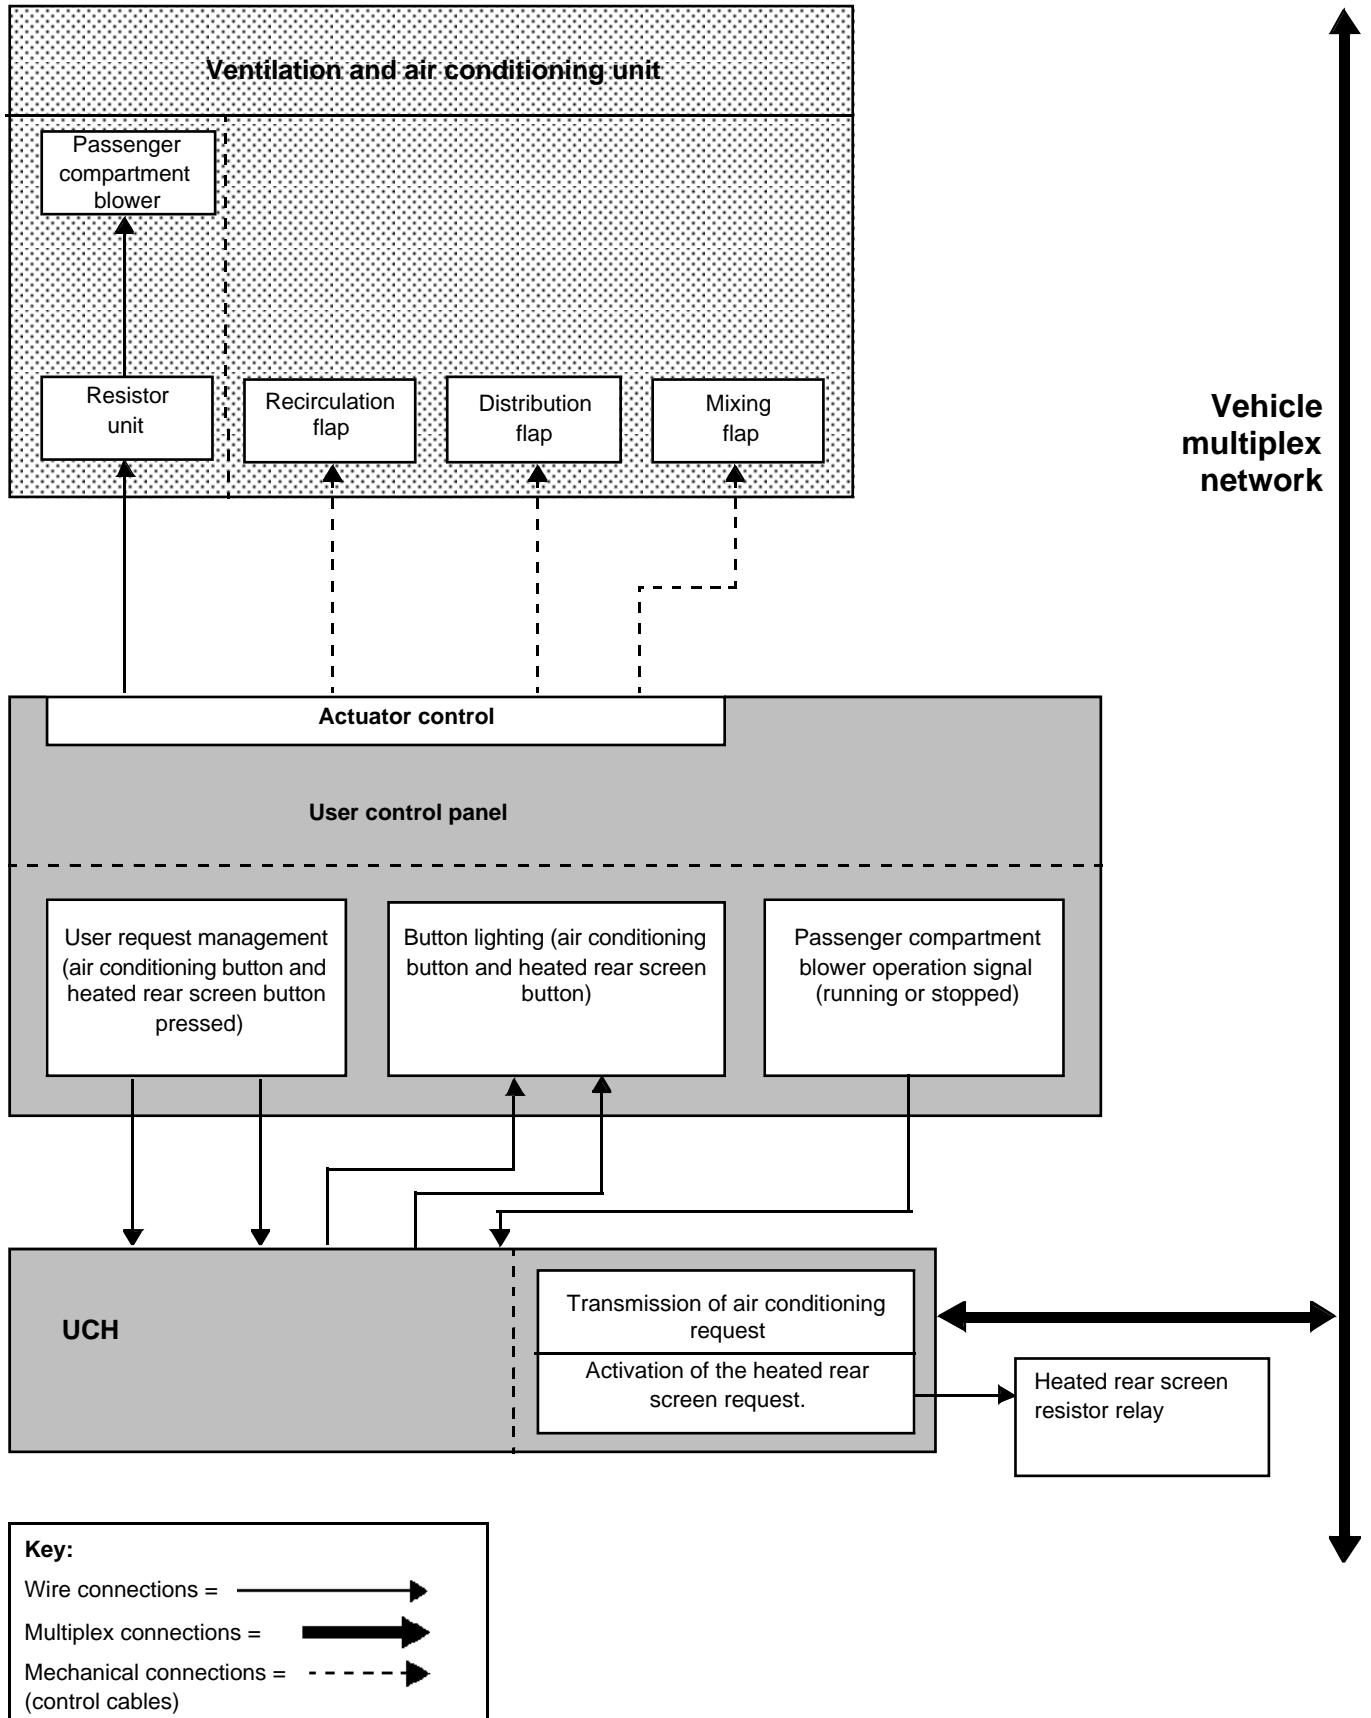 Ventilation and air conditioning unit
Passenger
compartment
blower
Resistor
unit
Recirculation
flap
Distribution
flap
Mixing
flap
Vehicle
multiplex
network
Actuator control
User control panel
User request management
(air conditioning button and
heated rear screen button
pressed)
Button lighting (air conditioning
button and heated rear screen
button)
Passenger compartment
blower operation signal
(running or stopped)
UCH
Transmission of air conditioning
request
Activation of the heated rear
screen request.
Heated rear screen
resistor relay
Key:
Wire connections =
Multiplex connections =
Mechanical connections =
(control cables)